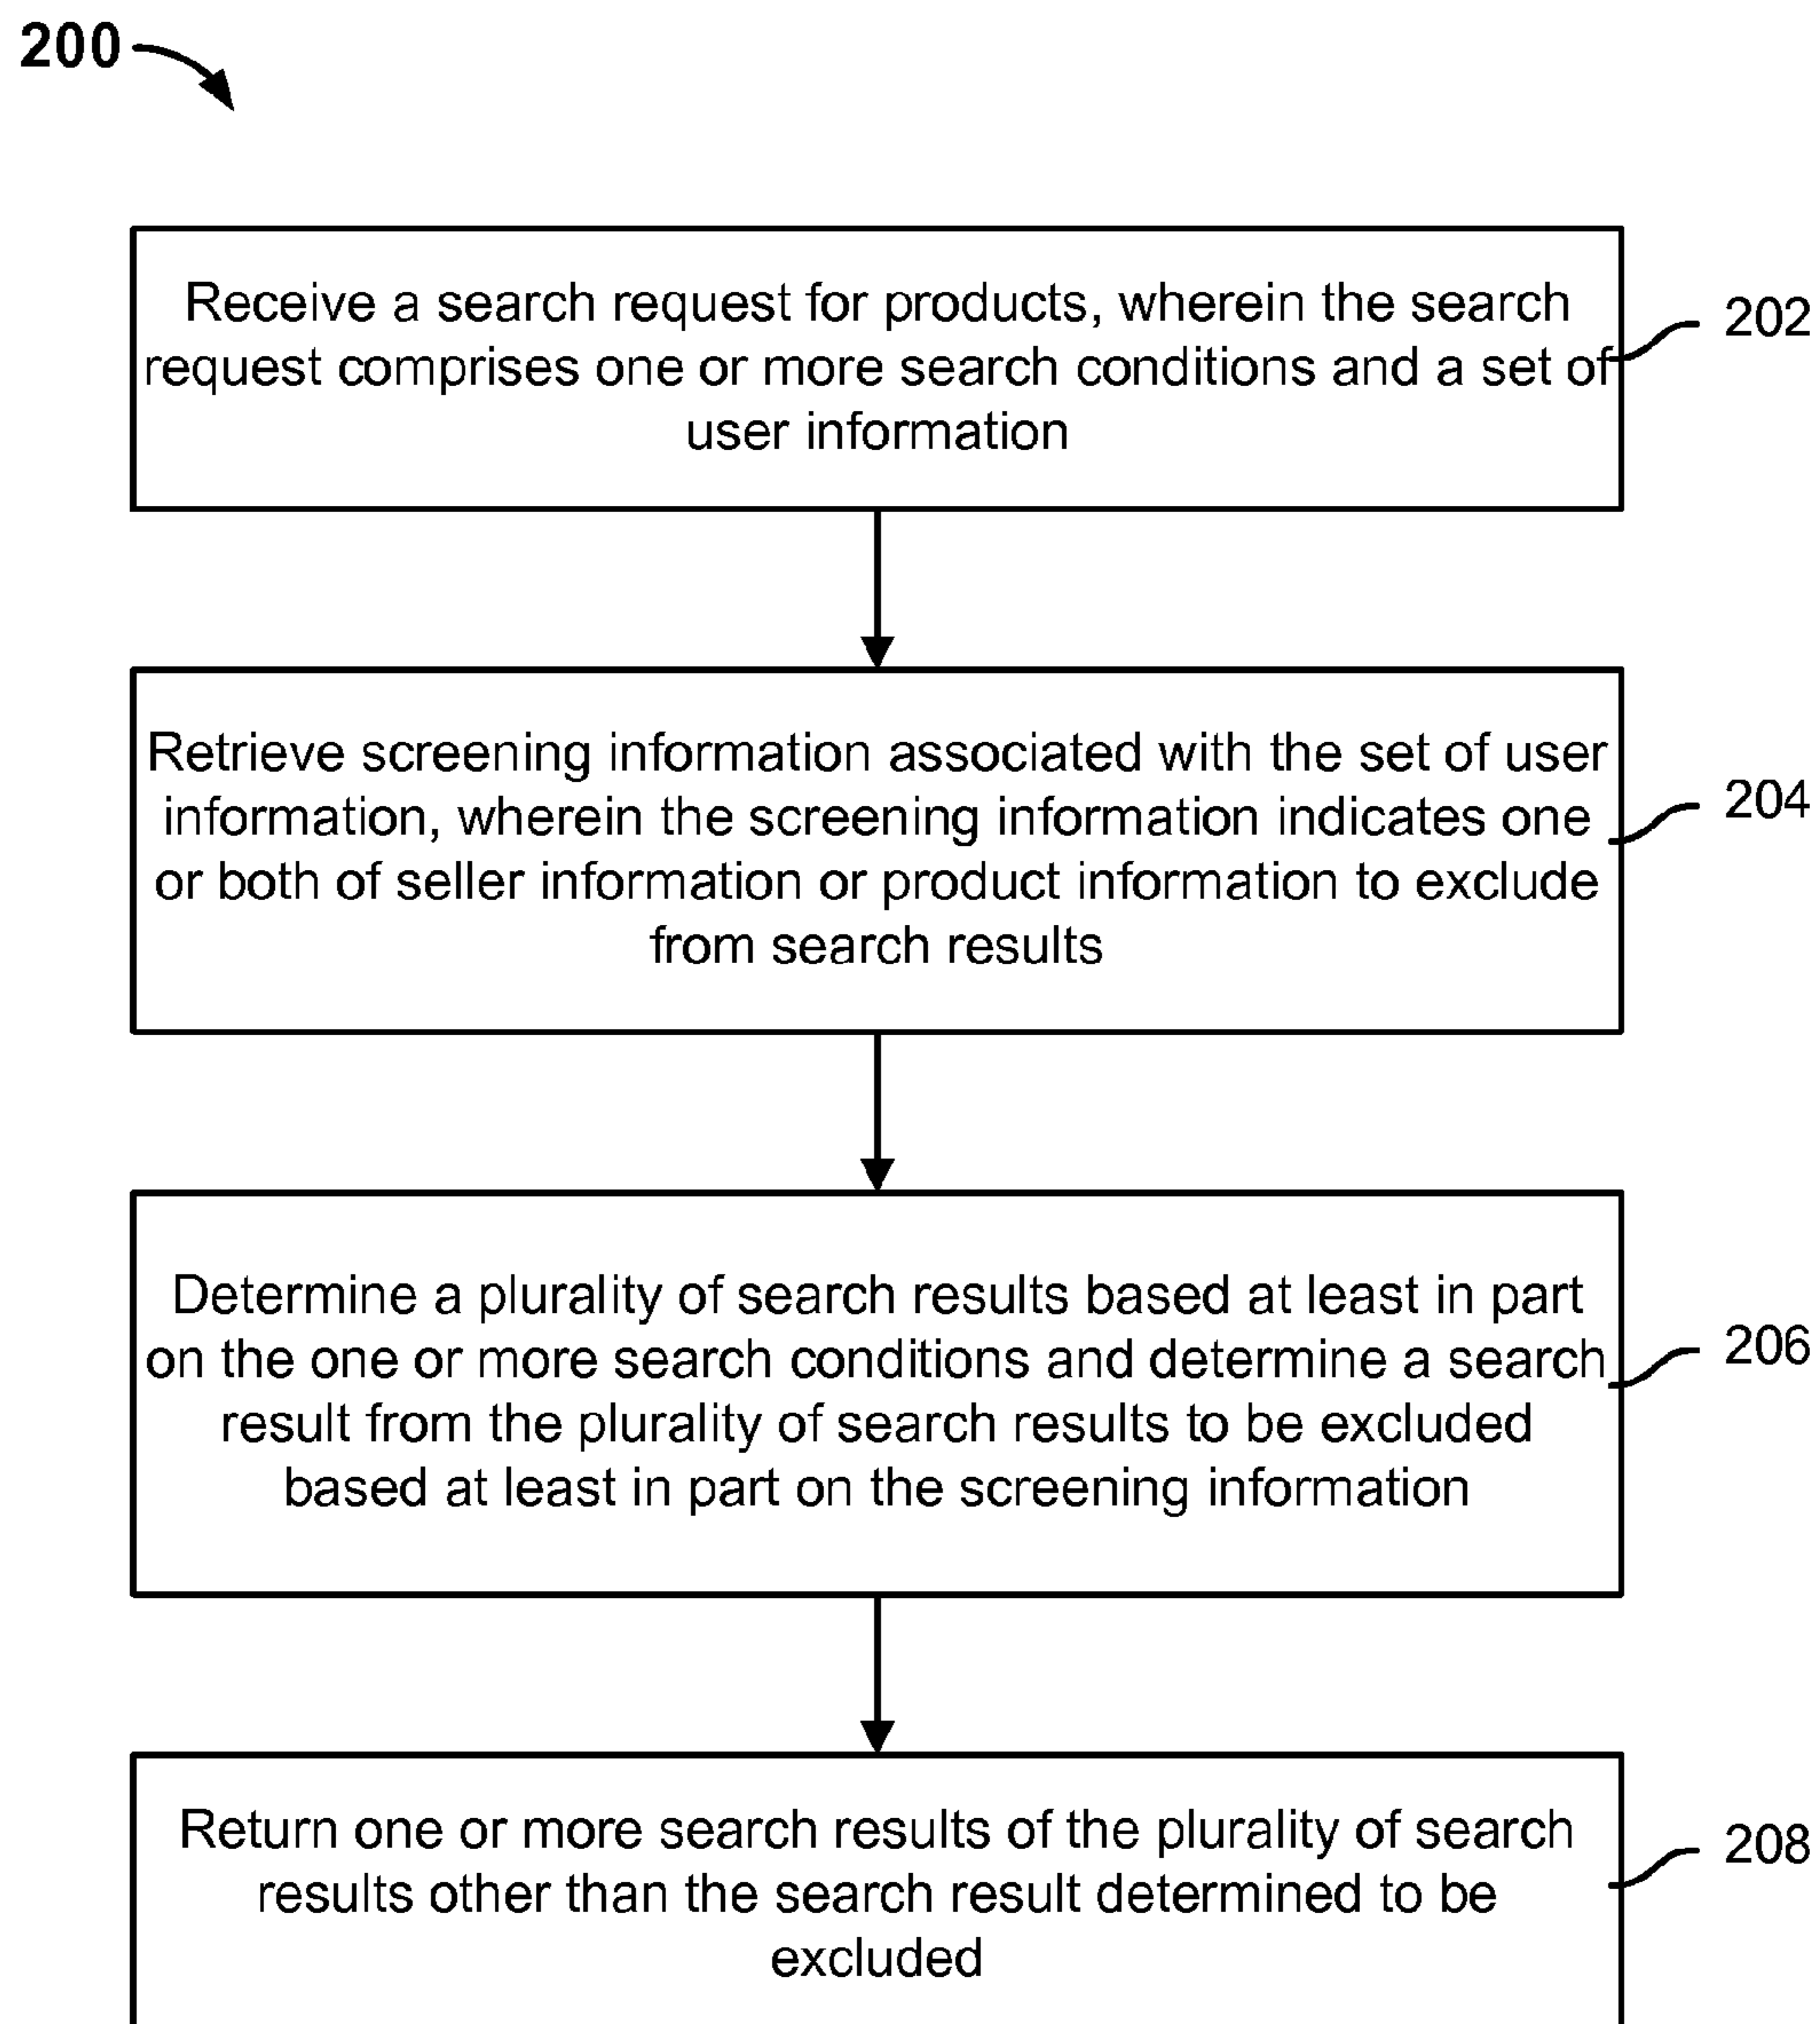 200
Receive a search request for products, wherein the search
request comprises one or more search conditions and a set of
user information
202
Retrieve screening information associated with the set of user
information, wherein the screening information indicates one
or both of seller information or product information to exclude
from search results
204
Determine a plurality of search results based at least in part
on the one or more search conditions and determine a search
result from the plurality of search results to be excluded
based at least in part on the screening information
206
Return one or more search results of the plurality of search
results other than the search result determined to be
excluded
208